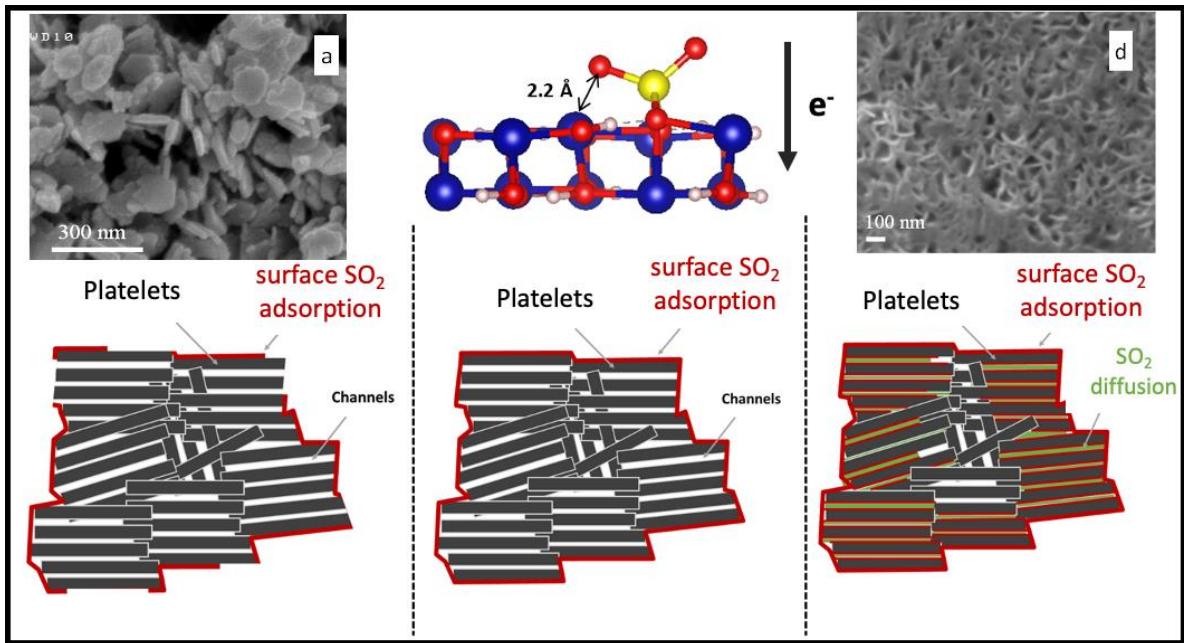 WD10
a
300 nm
2.2 Å
e-
d
100 nm
Platelets
surface SO2
adsorption
Channels
Platelets
surface SO2
adsorption
Channels
Platelets
surface SO2
adsorption
SO2
diffusion